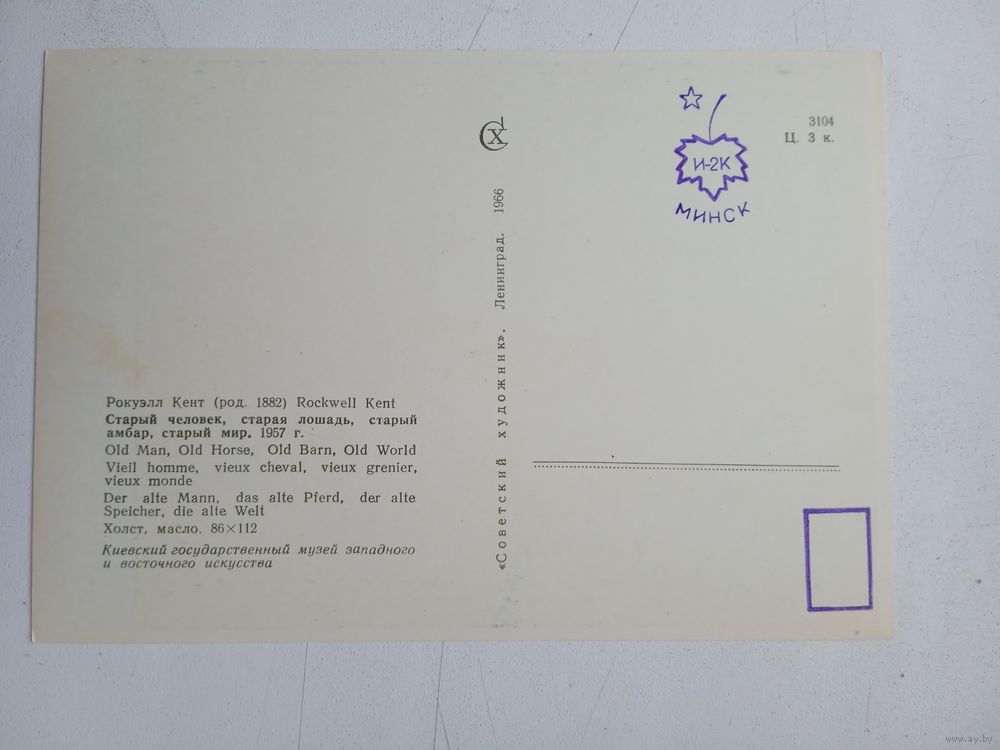 Рокуэлл Кент (род. 1882) Rockwell Kent
Старый человек, старая лошадь, старый
амбар, старый мир. 1957 г.
Old Man, Old Horse, Old Barn, Old World
Vieil homme, vieux cheval, vieux grenier,
vieux monde
Der alte Mann, das alte Pferd, der alte
Speicher, die alte Welt
Холст, масло. 86×112
Киевский государственный музей западного
и восточного искусства
СХ
«Советский художник». Ленинград. 1966
И-2К
МИНСК
3104
Ц. 3 к.
www.ay.by